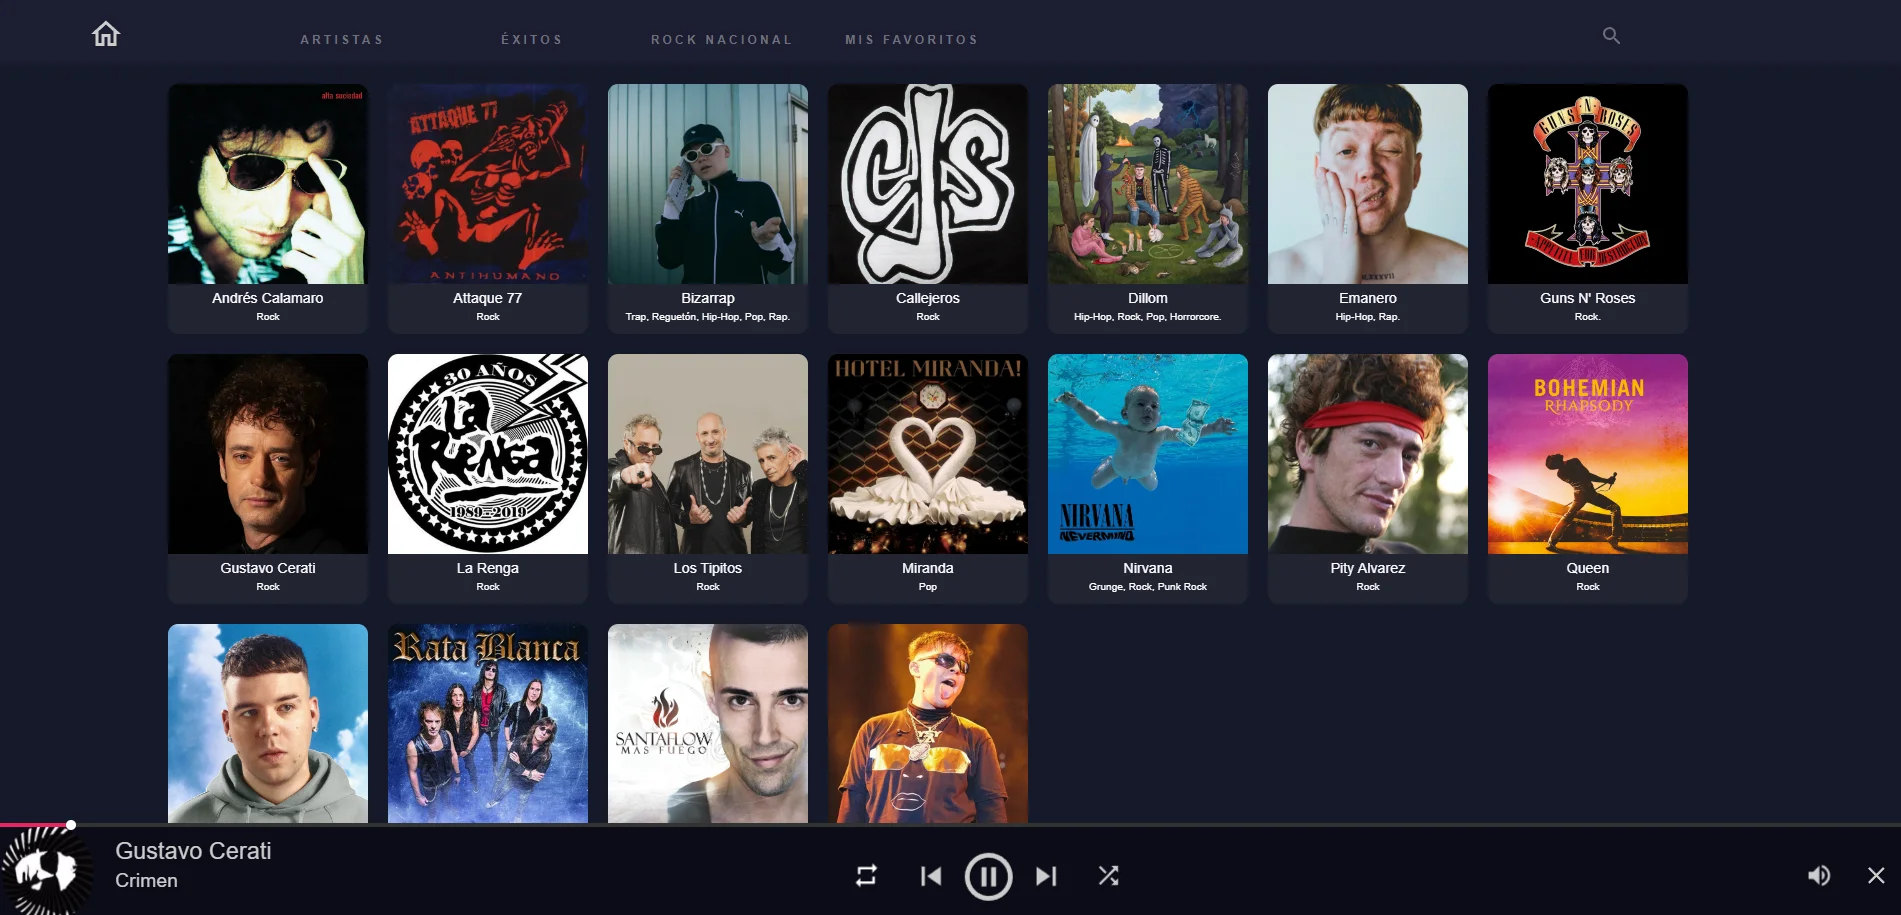 ARTISTAS
ÉXITOS
ROCK NACIONAL
MIS FAVORITOS
alta suciedad
ATTAQUE 77
ANTIHUMANO
CJS
M.XXXVII
GUNS N' ROSES
APPETITE FOR DESTRUCTION
Andrés Calamaro
Rock
Attaque 77
Rock
Bizarrap
Trap, Reguetón, Hip-Hop, Pop, Rap.
Callejeros
Rock
Dillom
Hip-Hop, Rock, Pop, Horrorcore.
Emanero
Hip-Hop, Rap.
Guns N' Roses
Rock.
30 AÑOS
La Renga
1989-2019
HOTEL MIRANDA!
NIRVANA
NEVERMIND
BOHEMIAN
RHAPSODY
Gustavo Cerati
Rock
La Renga
Rock
Los Tipitos
Rock
Miranda
Pop
Nirvana
Grunge, Rock, Punk Rock
Pity Alvarez
Rock
Queen
Rock
Rata Blanca
SANTAFLOW
MAS FUEGO
Gustavo Cerati
Crimen